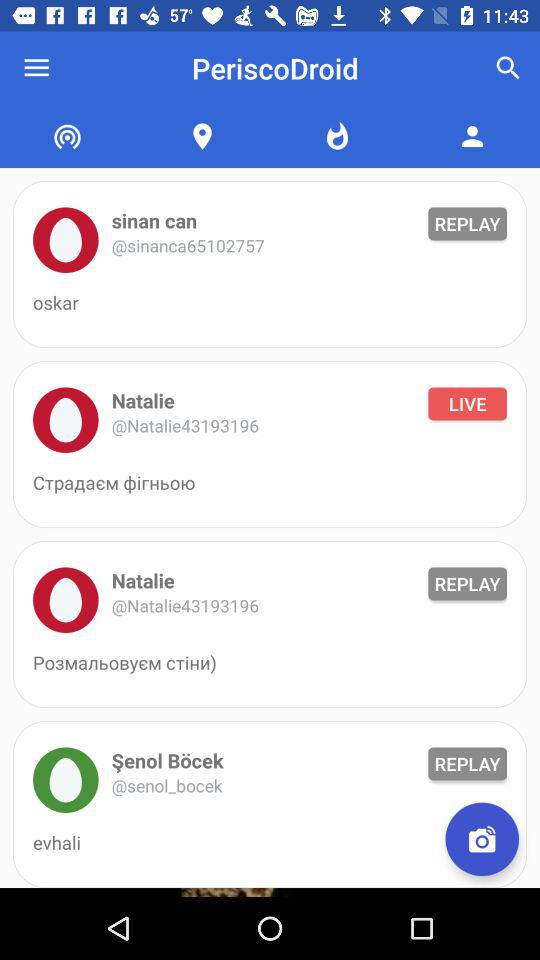 57° 11:43
PeriscoDroid
sinan can
REPLAY
@sinanca65102757
oskar
Natalie
LIVE
@Natalie43193196
Страдаєм фігньою
Natalie
REPLAY
@Natalie43193196
Розмальовуєм стіни)
Şenol Böcek
REPLAY
@senol_bocek
evhali